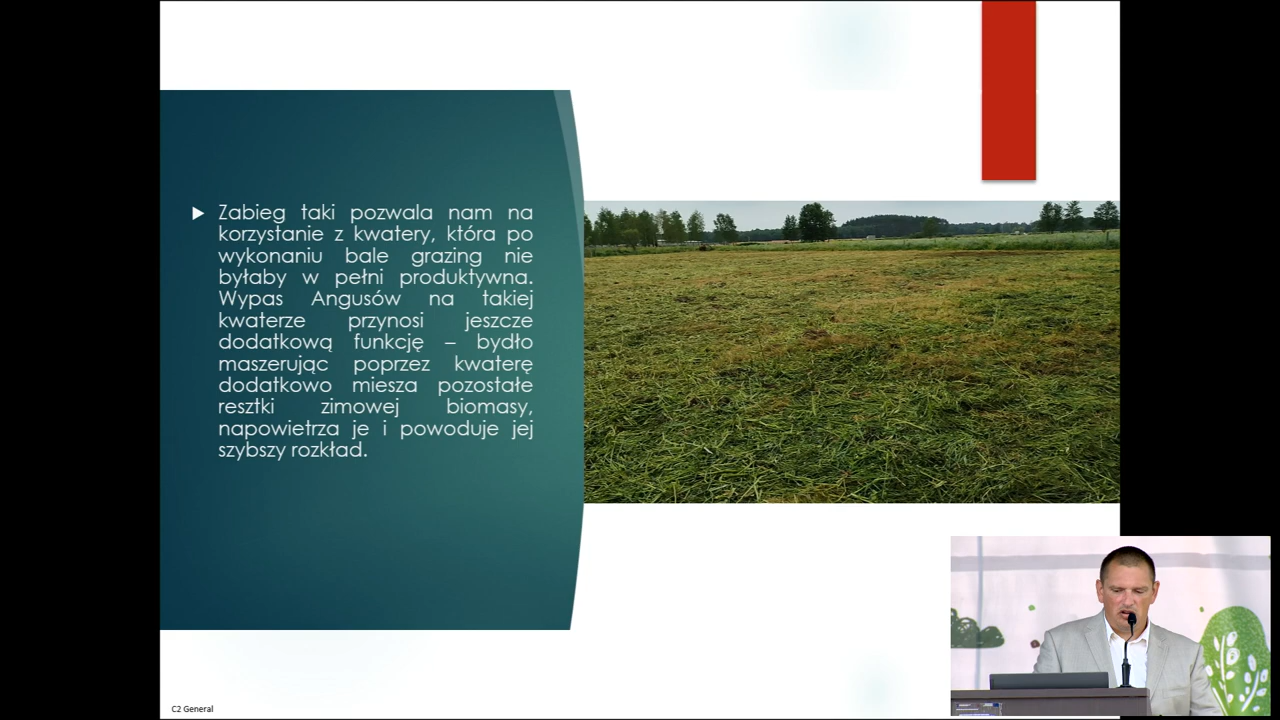 Zabieg taki pozwala nam na
korzystanie z kwatery, która po
wykonaniu bale grazing nie
byłaby w pełni produktywna.
Wypas Angusów na takiej
kwaterze przynosi jeszcze
dodatkową funkcję – bydło
maszerując poprzez kwaterę
dodatkowo miesza pozostałe
resztki zimowej biomasy,
napowietrza je i powoduje jej
szybszy rozkład.
C2 General